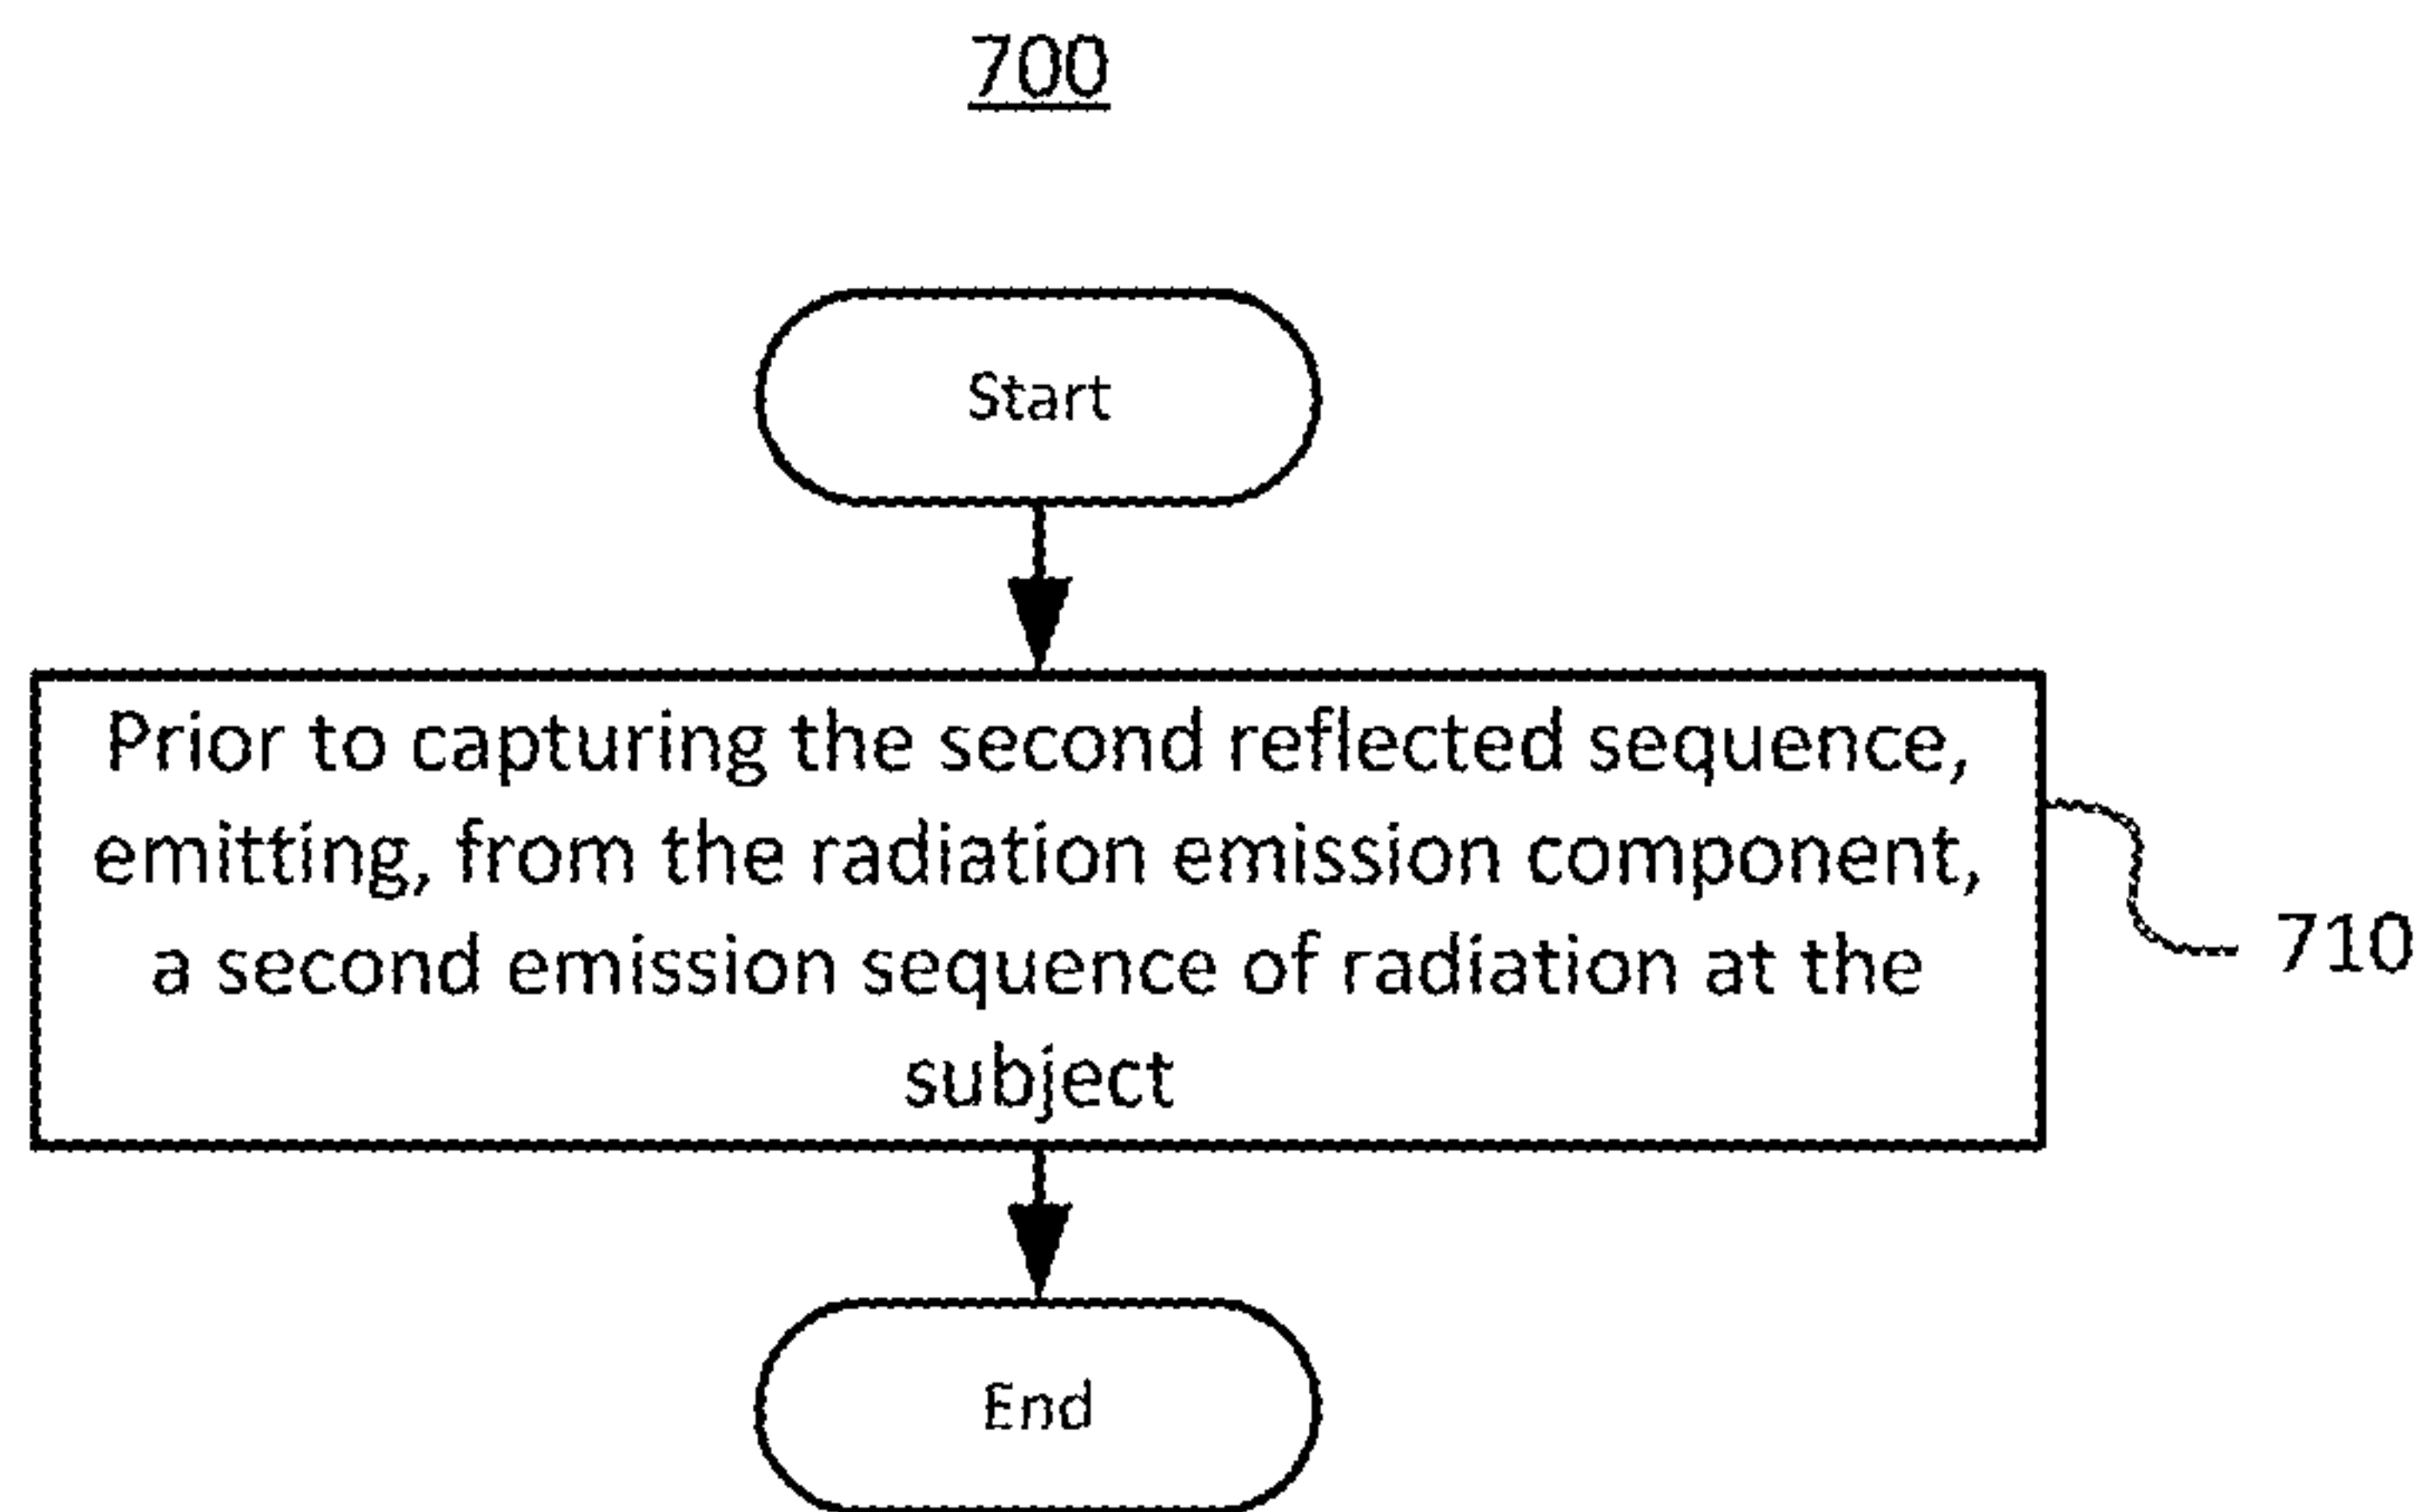 700
Start
Prior to capturing the second reflected sequence,
emitting, from the radiation emission component,
a second emission sequence of radiation at the
subject
710
End